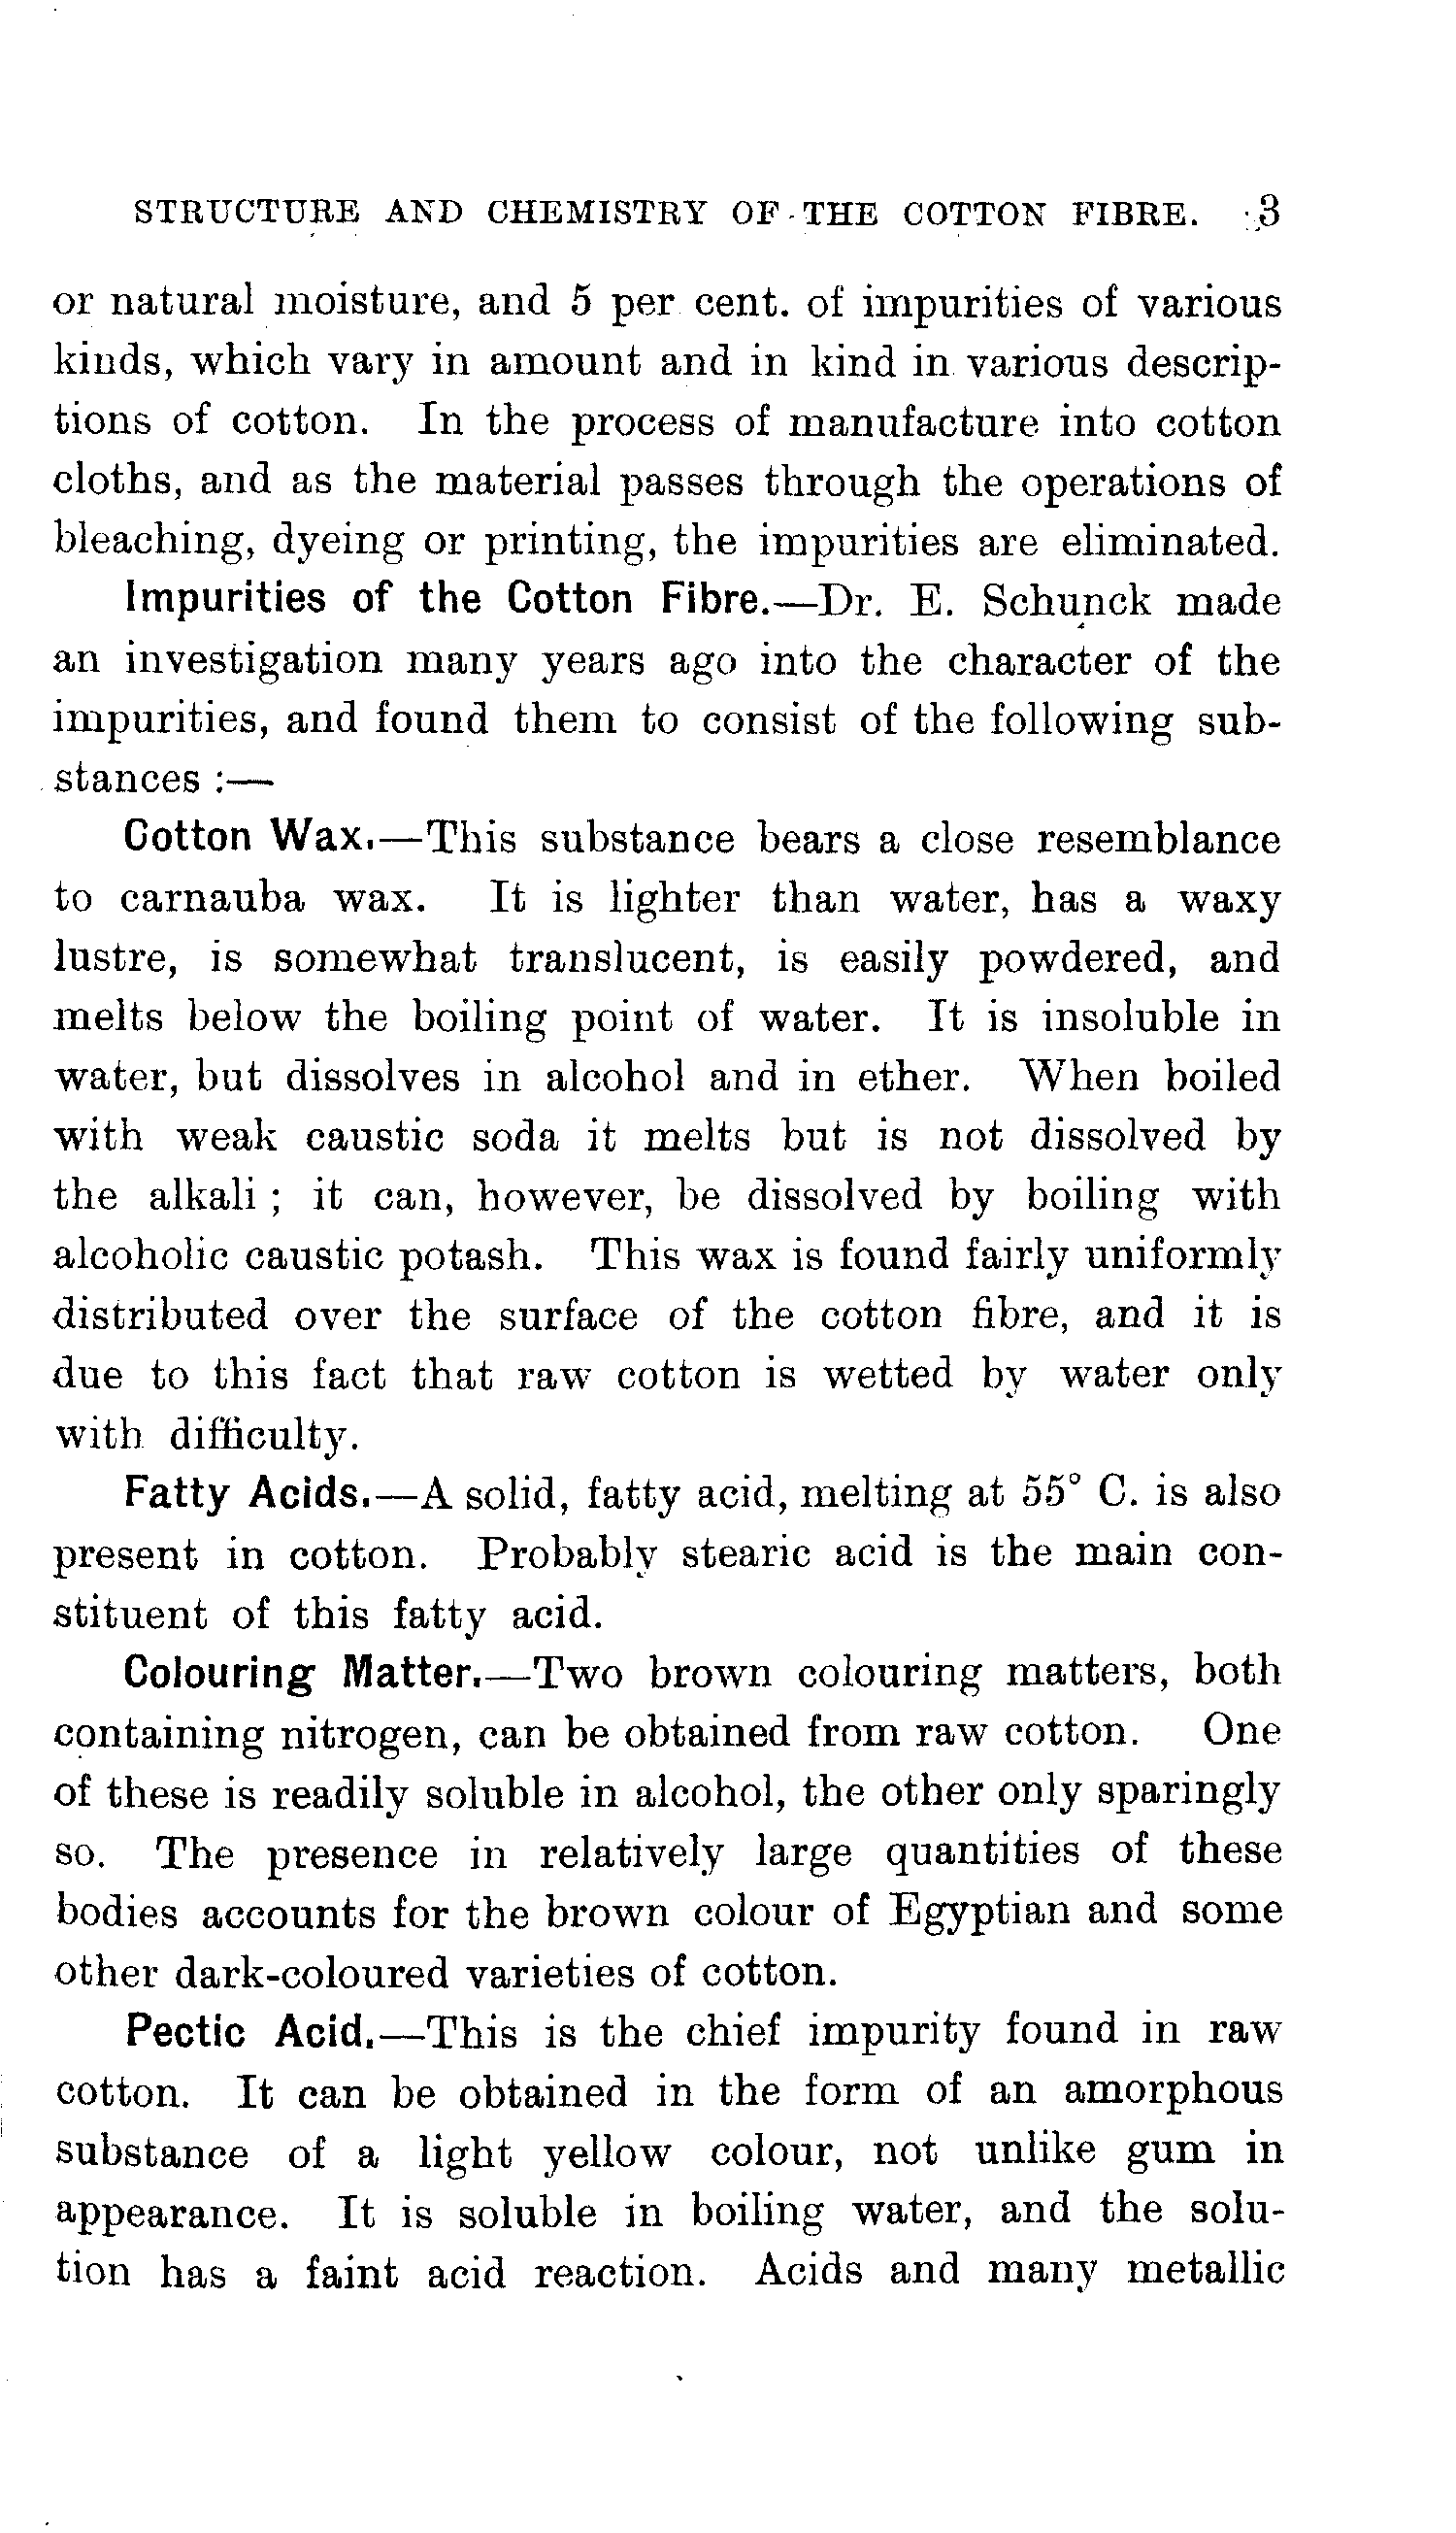 STRUCTURE AND CHEMISTRY OF THE COTTON FIBRE. 3
or natural moisture, and 5 per cent. of impurities of various
kinds, which vary in amount and in kind in various descrip-
tions of cotton. In the process of manufacture into cotton
cloths, and as the material passes through the operations of
bleaching, dyeing or printing, the impurities are eliminated.
Impurities of the Cotton Fibre.—Dr. E. Schunck made
an investigation many years ago into the character of the
impurities, and found them to consist of the following sub-
stances :—
Cotton Wax.—This substance bears a close resemblance
to carnauba wax. It is lighter than water, has a waxy
lustre, is somewhat translucent, is easily powdered, and
melts below the boiling point of water. It is insoluble in
water, but dissolves in alcohol and in ether. When boiled
with weak caustic soda it melts but is not dissolved by
the alkali ; it can, however, be dissolved by boiling with
alcoholic caustic potash. This wax is found fairly uniformly
distributed over the surface of the cotton fibre, and it is
due to this fact that raw cotton is wetted by water only
with difficulty.
Fatty Acids.—A solid, fatty acid, melting at 55° C. is also
present in cotton. Probably stearic acid is the main con-
stituent of this fatty acid.
Colouring Matter.—Two brown colouring matters, both
containing nitrogen, can be obtained from raw cotton. One
of these is readily soluble in alcohol, the other only sparingly
so. The presence in relatively large quantities of these
bodies accounts for the brown colour of Egyptian and some
other dark-coloured varieties of cotton.
Pectic Acid.—This is the chief impurity found in raw
cotton. It can be obtained in the form of an amorphous
substance of a light yellow colour, not unlike gum in
appearance. It is soluble in boiling water, and the solu-
tion has a faint acid reaction. Acids and many metallic